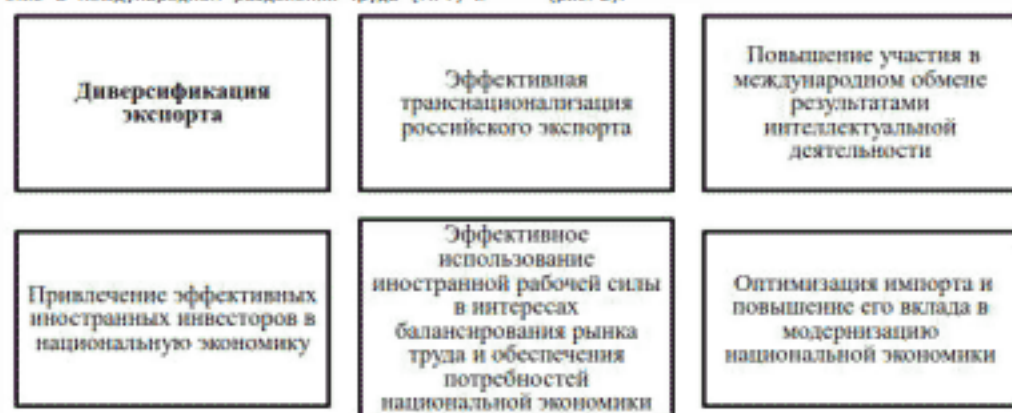 Диверсификация
экспорта
Эффективная
транснационализация
российского экспорта
Повышение участия в
международном обмене
результатами
интеллектуальной
деятельности
Привлечение эффективных
иностранных инвесторов в
национальную экономику
Эффективное
использование
иностранной рабочей силы
в интересах
балансирования рынка
труда и обеспечения
потребностей
национальной экономики
Оптимизация импорта и
повышение его вклада в
модернизацию
национальной экономики